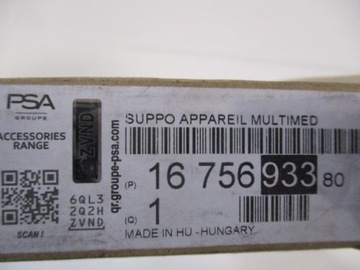 PSA
GROUPE
ACCESSORIES
RANGE
ZVND
6QL3
2Q2H
ZVND
SCAN !
qr.groupe-psa.com
SUPPO APPAREIL MULTIMED
(P) 16 756 933 80
(Q) 1
MADE IN HU -HUNGARY